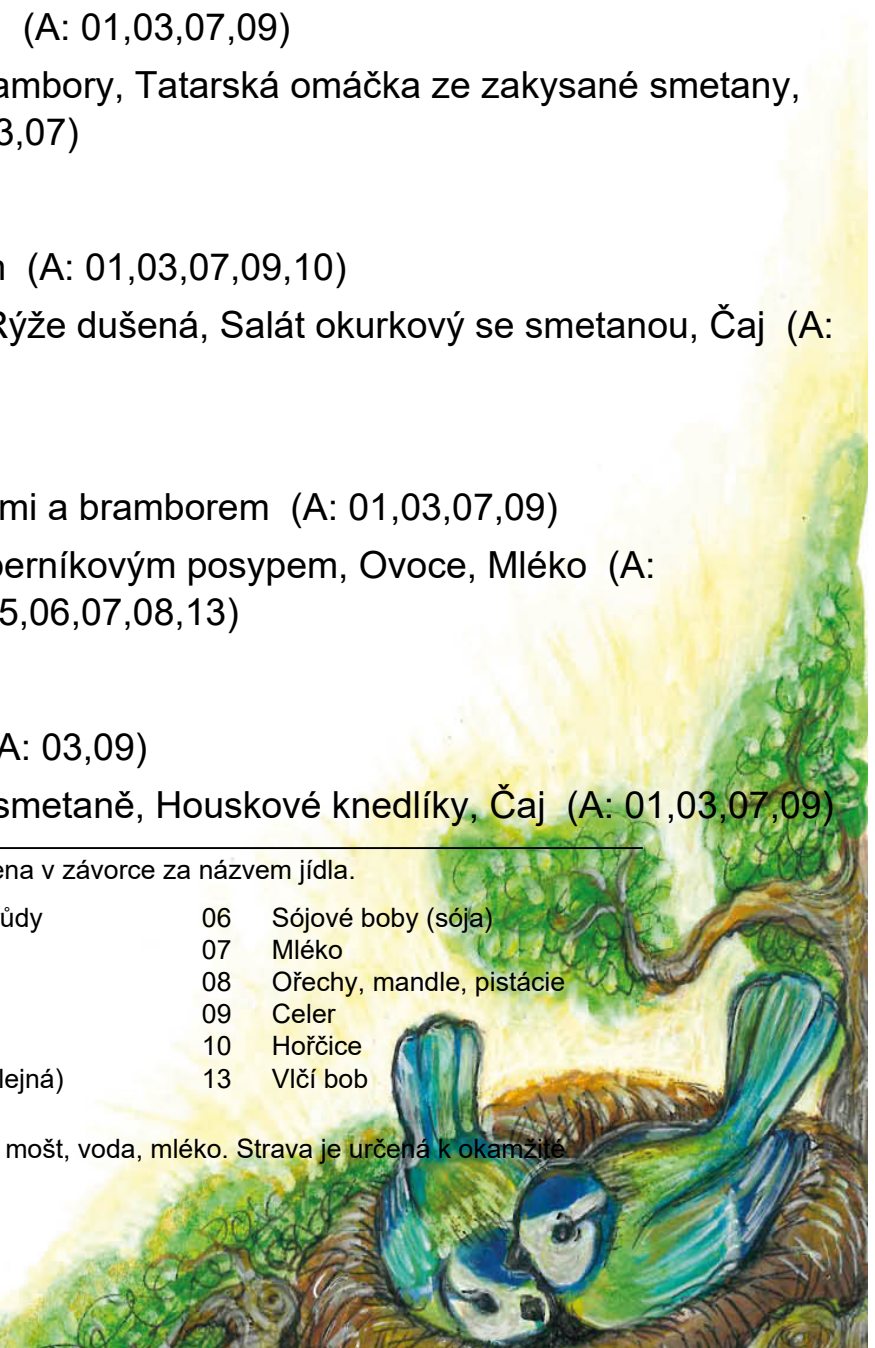 (A: 01,03,07,09)
ambory, Tatarská omáčka ze zakysané smetany,
3,07)
(A: 01,03,07,09,10)
Rýže dušená, Salát okurkový se smetanou, Čaj (A:
mi a bramborem (A: 01,03,07,09)
perníkovým posypem, Ovoce, Mléko (A:
5,06,07,08,13)
A: 03,09)
smetaně, Houskové knedlíky, Čaj (A: 01,03,07,09)
ena v závorce za názvem jídla.
ůdy 06 Sójové boby (sója)
07 Mléko
08 Ořechy, mandle, pistácie
09 Celer
10 Hořčice
lejná) 13 Vlčí bob
mošt, voda, mléko. Strava je určená k okamžité